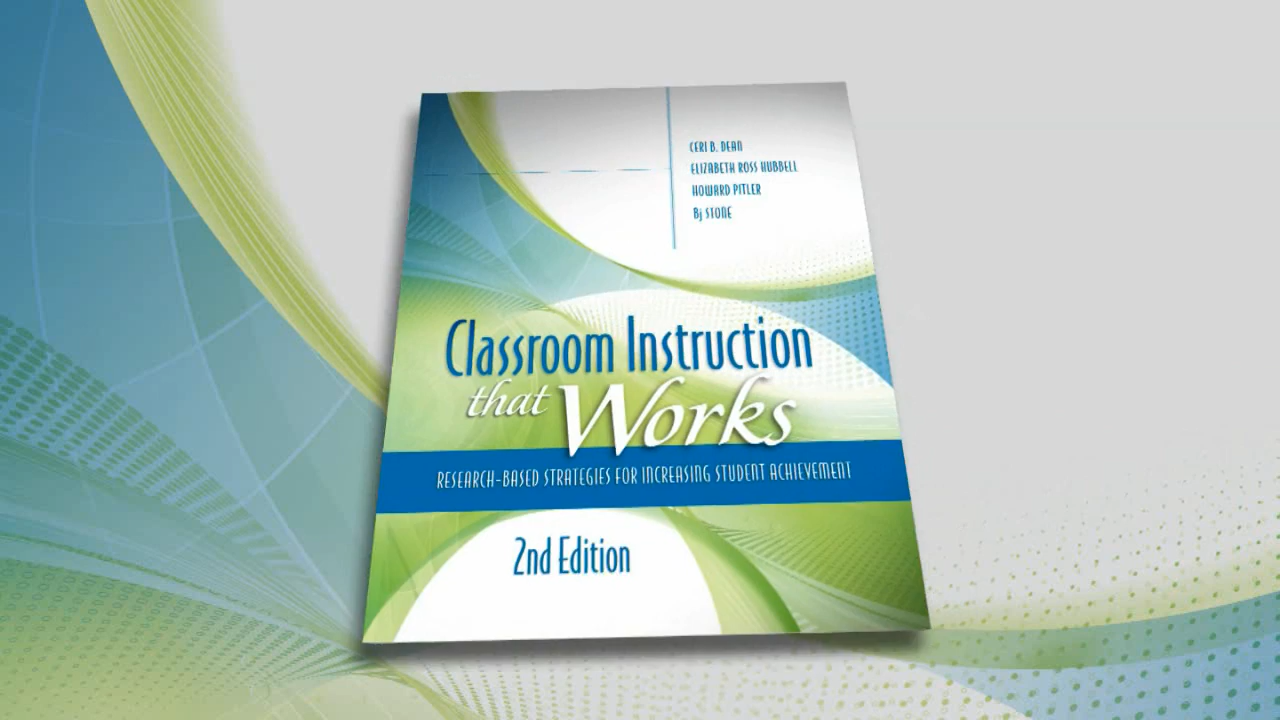 CERI B. DEAN
ELIZABETH ROSS HUBBELL
HOWARD PITLER
Bj STONE
Classroom Instruction
that Works
RESEARCH-BASED STRATEGIES FOR INCREASING STUDENT ACHIEVEMENT
2nd Edition